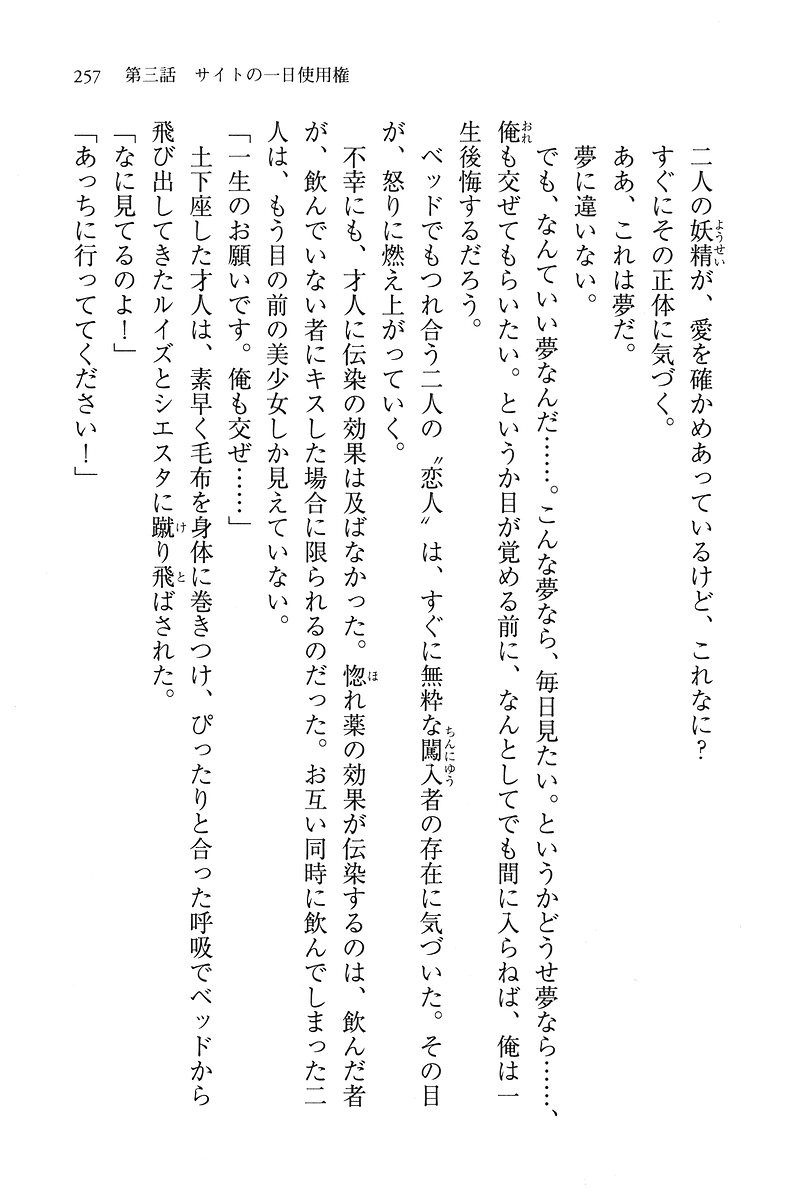 257　第三話　サイトの一日使用権
二人の妖精が、愛を確かめあっているけど、これなに？
すぐにその正体に気づく。
ああ、これは夢だ。
夢に違いない。
でも、なんていい夢なんだ……。こんな夢なら、毎日見たい。というかどうせ夢なら……、
俺も交ぜてもらいたい。というか目が覚める前に、なんとしてでも間に入らねば、俺は一
生後悔するだろう。
ベッドでもつれ合う二人の〝恋人〟は、すぐに無粋な闖入者の存在に気づいた。その目
が、怒りに燃え上がっていく。
不幸にも、才人に伝染の効果は及ばなかった。惚れ薬の効果が伝染するのは、飲んだ者
が、飲んでいない者にキスした場合に限られるのだった。お互い同時に飲んでしまった二
人は、もう目の前の美少女しか見えていない。
「一生のお願いです。俺も交ぜ……」
土下座した才人は、素早く毛布を身体に巻きつけ、ぴったりと合った呼吸でベッドから
飛び出してきたルイズとシエスタに蹴り飛ばされた。
「なに見てるのよ！」
「あっちに行っててください！」